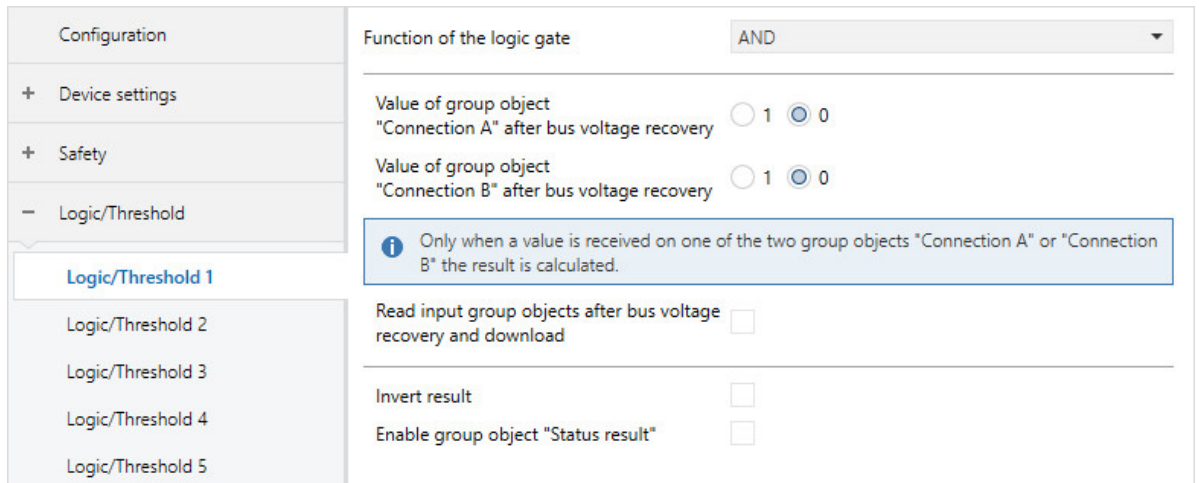 Configuration
+ Device settings
+ Safety
− Logic/Threshold
Logic/Threshold 1
Logic/Threshold 2
Logic/Threshold 3
Logic/Threshold 4
Logic/Threshold 5
Function of the logic gate AND
Value of group object
"Connection A" after bus voltage recovery 1 0
Value of group object
"Connection B" after bus voltage recovery 1 0
Only when a value is received on one of the two group objects "Connection A" or "Connection
B" the result is calculated.
Read input group objects after bus voltage
recovery and download
Invert result
Enable group object "Status result"